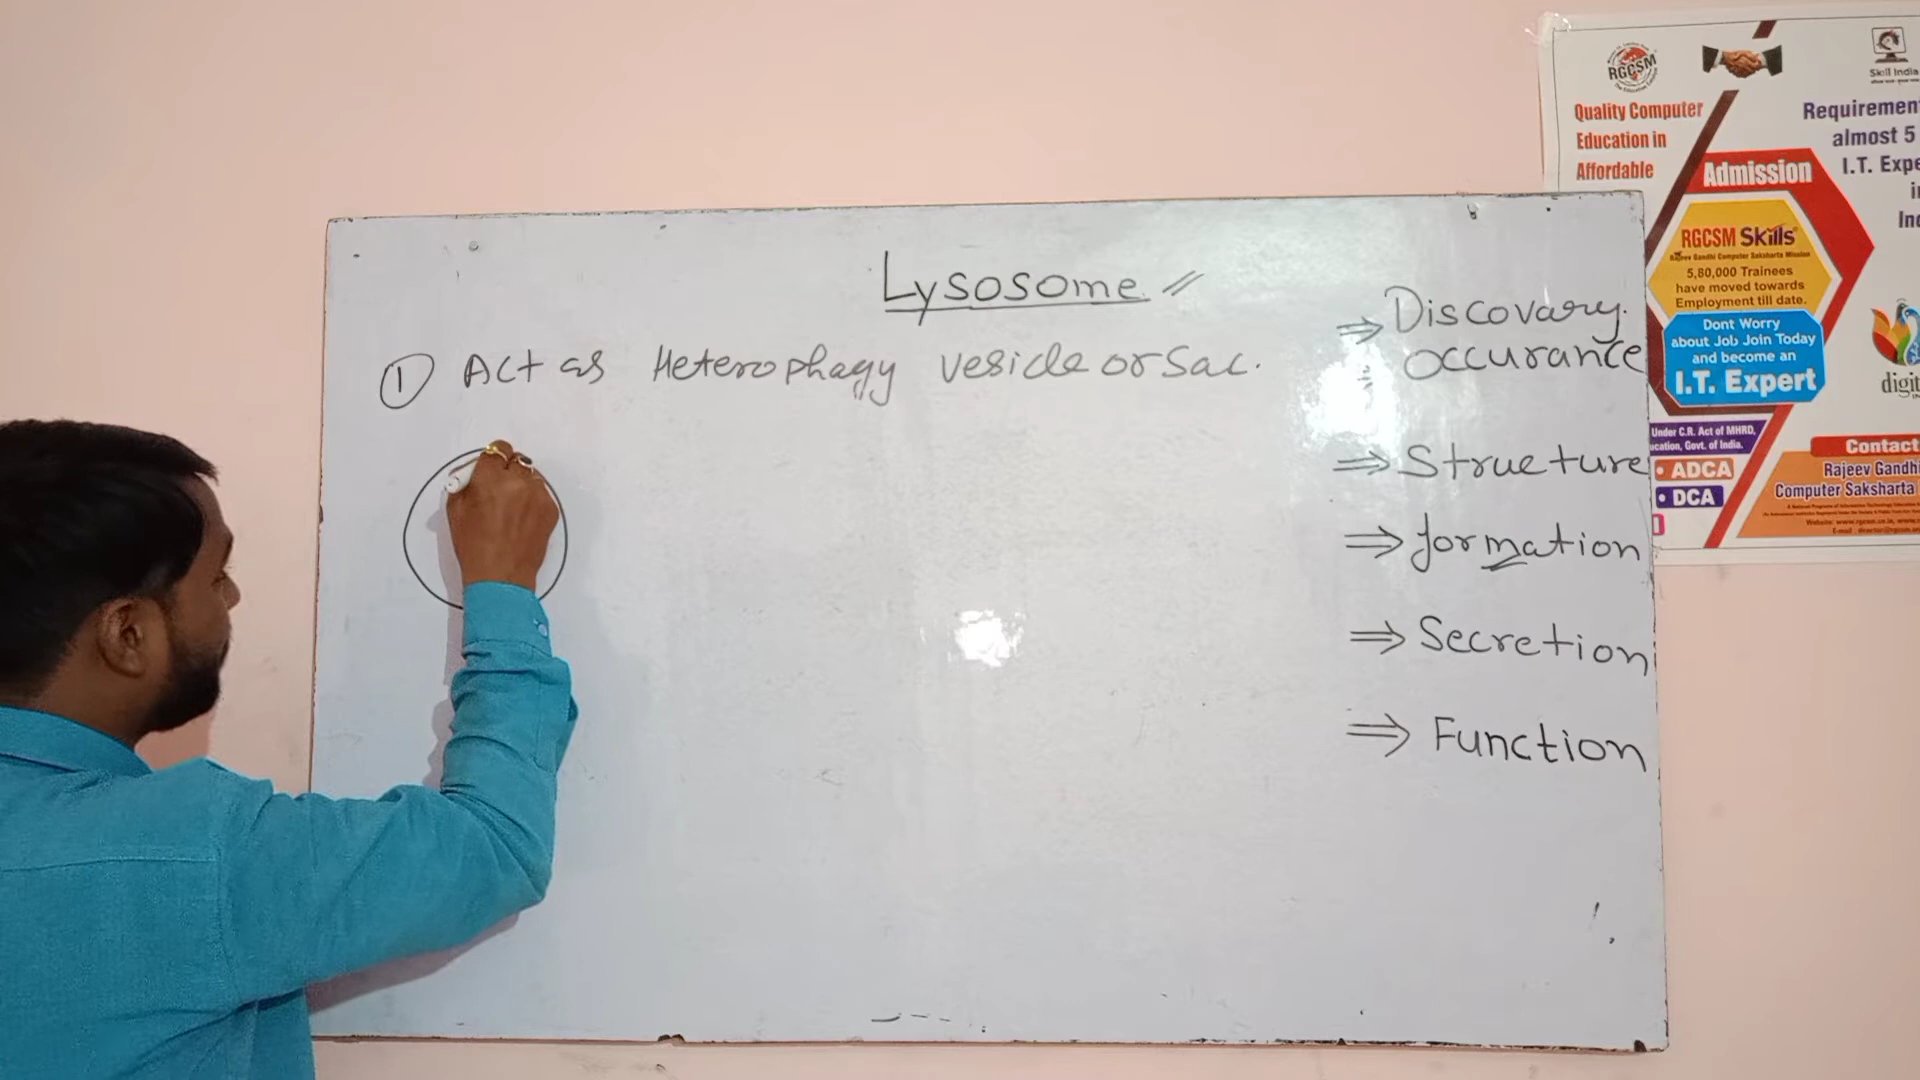 Lysosome
① Act as Heterophagy vesicle or Sac.
⇒ Discovary.
occurance
⇒ Structure
⇒ formation
⇒ Secretion
⇒ Function
RGCSM
Skill India
Quality Computer
Education in
Affordable
Requiremen
almost 5
I.T. Expe
in
Ind
Admission
RGCSM Skills
Rajeev Gandhi Computer Saksharta Mission
5,80,000 Trainees
have moved towards
Employment till date.
Dont Worry
about Job Join Today
and become an
I.T. Expert
digit
Under C.R. Act of MHRD,
ucation, Govt. of India.
• ADCA
• DCA
Contact
Rajeev Gandhi
Computer Saksharta